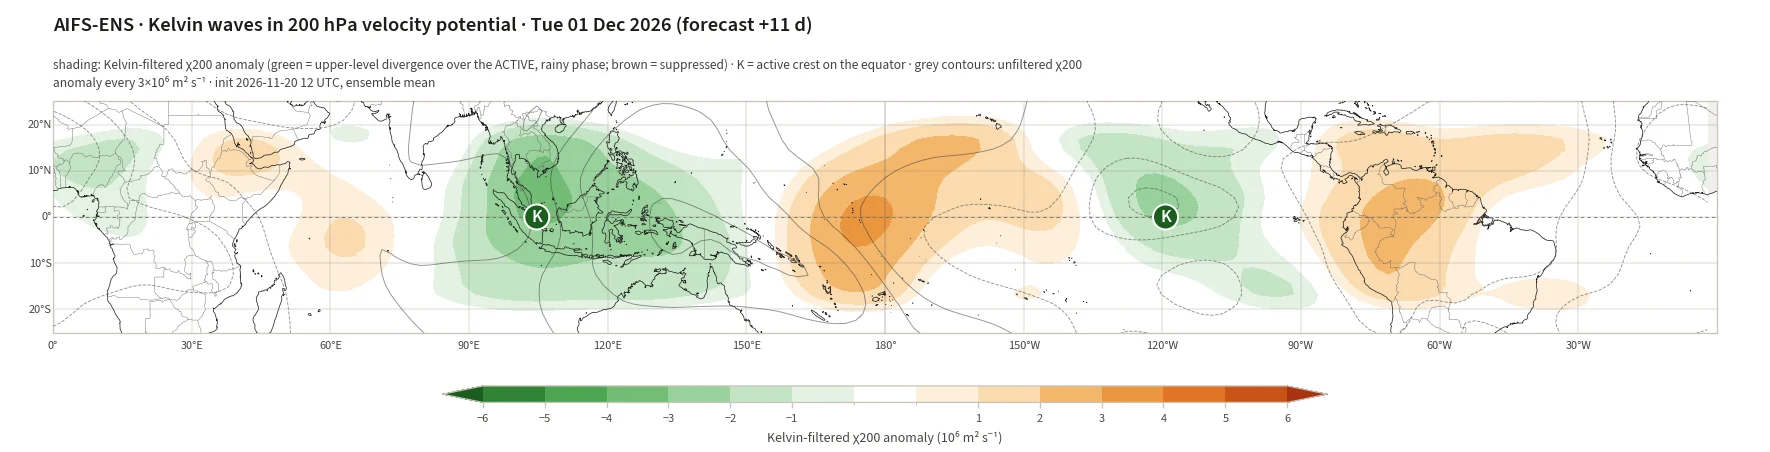 AIFS-ENS · Kelvin waves in 200 hPa velocity potential · Tue 01 Dec 2026 (forecast +11 d)
shading: Kelvin-filtered χ200 anomaly (green = upper-level divergence over the ACTIVE, rainy phase; brown = suppressed) · K = active crest on the equator · grey contours: unfiltered χ200
anomaly every 3×10⁶ m² s⁻¹ · init 2026-11-20 12 UTC, ensemble mean
20°N
10°N
0°
10°S
20°S
K
K
0° 30°E 60°E 90°E 120°E 150°E 180° 150°W 120°W 90°W 60°W 30°W
−6 −5 −4 −3 −2 −1 1 2 3 4 5 6
Kelvin-filtered χ200 anomaly (10⁶ m² s⁻¹)